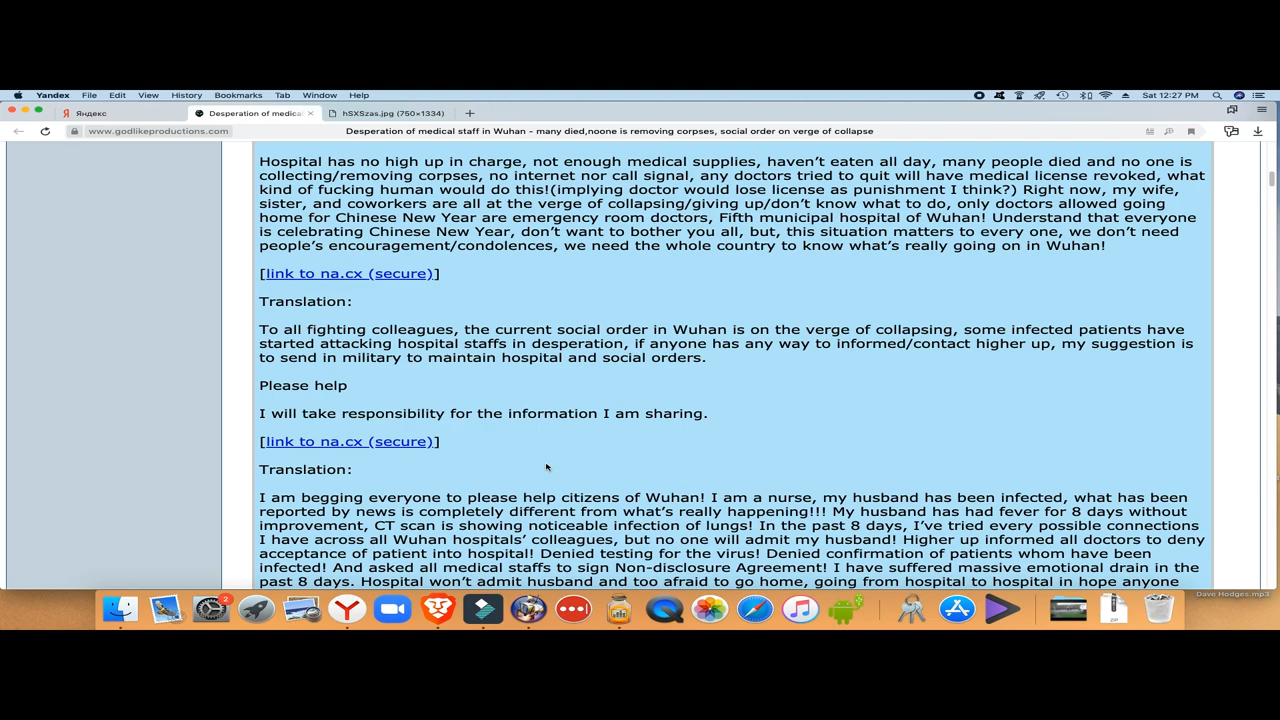 Yandex File Edit View History Bookmarks Tab Window Help Sat 12:27 PM
Яндекс Desperation of medica hSXSzas.jpg (750×1334)
www.godlikeproductions.com Desperation of medical staff in Wuhan - many died,noone is removing corpses, social order on verge of collapse
Hospital has no high up in charge, not enough medical supplies, haven't eaten all day, many people died and no one is
collecting/removing corpses, no internet nor call signal, any doctors tried to quit will have medical license revoked, what
kind of fucking human would do this!(implying doctor would lose license as punishment I think?) Right now, my wife,
sister, and coworkers are all at the verge of collapsing/giving up/don't know what to do, only doctors allowed going
home for Chinese New Year are emergency room doctors, Fifth municipal hospital of Wuhan! Understand that everyone
is celebrating Chinese New Year, don't want to bother you all, but, this situation matters to every one, we don't need
people's encouragement/condolences, we need the whole country to know what's really going on in Wuhan!
[link to na.cx (secure)]
Translation:
To all fighting colleagues, the current social order in Wuhan is on the verge of collapsing, some infected patients have
started attacking hospital staffs in desperation, if anyone has any way to informed/contact higher up, my suggestion is
to send in military to maintain hospital and social orders.
Please help
I will take responsibility for the information I am sharing.
[link to na.cx (secure)]
Translation:
I am begging everyone to please help citizens of Wuhan! I am a nurse, my husband has been infected, what has been
reported by news is completely different from what's really happening!!! My husband has had fever for 8 days without
improvement, CT scan is showing noticeable infection of lungs! In the past 8 days, I've tried every possible connections
I have across all Wuhan hospitals' colleagues, but no one will admit my husband! Higher up informed all doctors to deny
acceptance of patient into hospital! Denied testing for the virus! Denied confirmation of patients whom have been
infected! And asked all medical staffs to sign Non-disclosure Agreement! I have suffered massive emotional drain in the
past 8 days. Hospital won't admit husband and too afraid to go home, going from hospital to hospital in hope anyone
Dave Hodges.mp3
2
ZIP